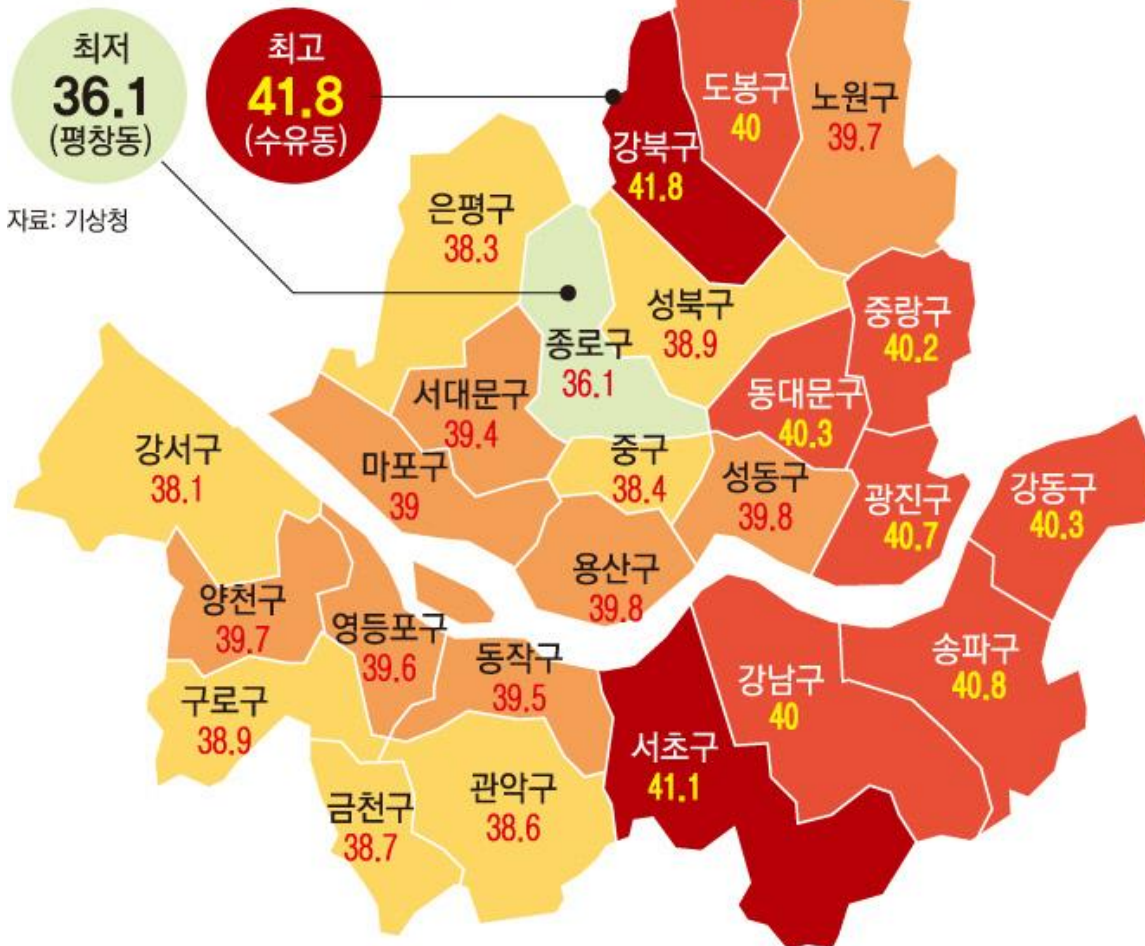 최저
36.1
(평창동)
최고
41.8
(수유동)
자료: 기상청
도봉구
40
노원구
39.7
강북구
41.8
은평구
38.3
성북구
38.9
중랑구
40.2
종로구
36.1
서대문구
39.4
동대문구
40.3
강서구
38.1
마포구
39
중구
38.4
성동구
39.8
광진구
40.7
강동구
40.3
양천구
39.7
영등포구
39.6
용산구
39.8
동작구
39.5
강남구
40
송파구
40.8
구로구
38.9
서초구
41.1
금천구
38.7
관악구
38.6